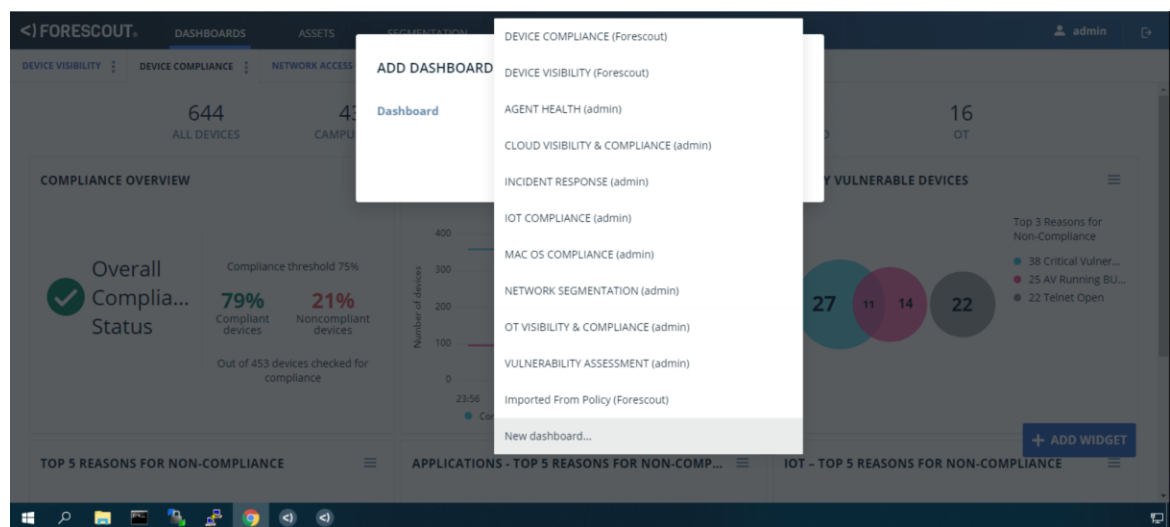 <) FORESCOUT.
DASHBOARDS
ASSETS
SEGMENTATION
admin
DEVICE VISIBILITY
DEVICE COMPLIANCE
NETWORK ACCESS
ADD DASHBOARD
Dashboard
DEVICE COMPLIANCE (Forescout)
DEVICE VISIBILITY (Forescout)
AGENT HEALTH (admin)
CLOUD VISIBILITY & COMPLIANCE (admin)
INCIDENT RESPONSE (admin)
IOT COMPLIANCE (admin)
MAC OS COMPLIANCE (admin)
NETWORK SEGMENTATION (admin)
OT VISIBILITY & COMPLIANCE (admin)
VULNERABILITY ASSESSMENT (admin)
Imported From Policy (Forescout)
New dashboard...
644
ALL DEVICES
CAMPU
16
OT
COMPLIANCE OVERVIEW
Overall
Complia...
Status
Compliance threshold 75%
79%
Compliant
devices
21%
Noncompliant
devices
Out of 453 devices checked for
compliance
Number of devices
400
300
200
100
0
23:56
Y VULNERABLE DEVICES
27
11
14
22
Top 3 Reasons for
Non-Compliance
38 Critical Vulner...
25 AV Running BU...
22 Telnet Open
+ ADD WIDGET
TOP 5 REASONS FOR NON-COMPLIANCE
APPLICATIONS - TOP 5 REASONS FOR NON-COMP...
IOT – TOP 5 REASONS FOR NON-COMPLIANCE